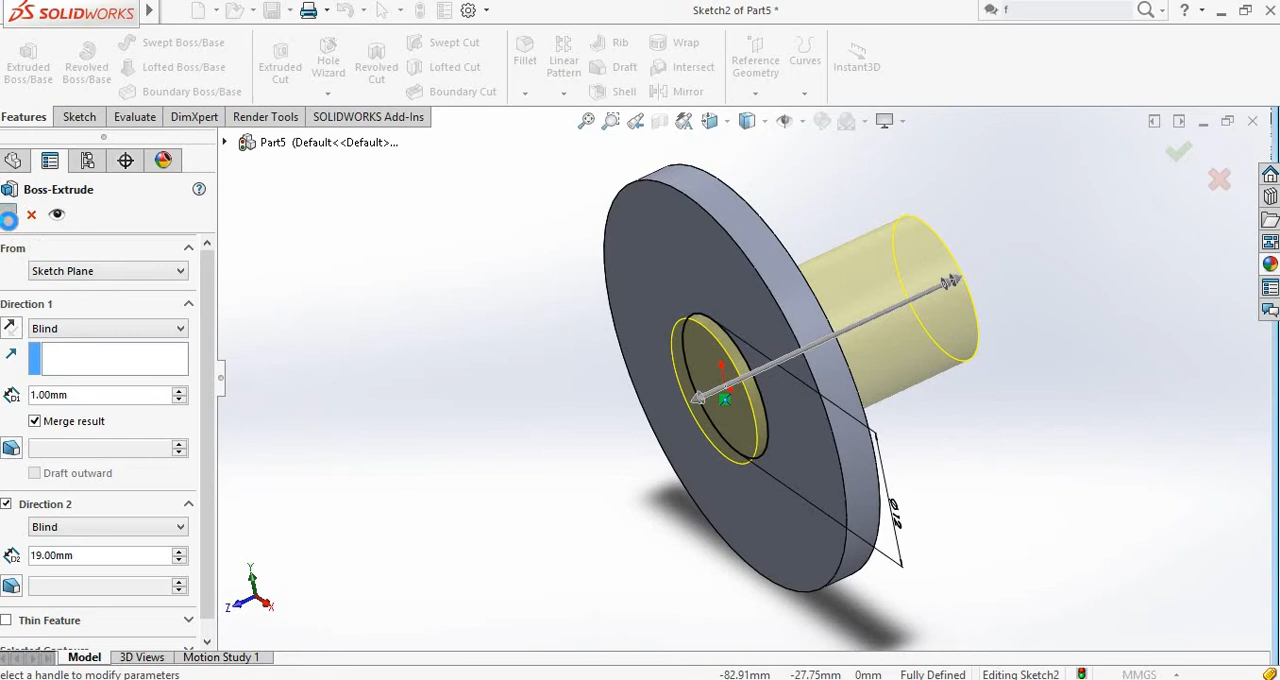 SOLIDWORKS
Sketch2 of Part5 *
f
?
Extruded Boss/Base
Revolved Boss/Base
Swept Boss/Base
Lofted Boss/Base
Boundary Boss/Base
Extruded Cut
Hole Wizard
Revolved Cut
Swept Cut
Lofted Cut
Boundary Cut
Fillet
Linear Pattern
Rib
Draft
Shell
Wrap
Intersect
Mirror
Reference Geometry
Curves
Instant3D
Features
Sketch
Evaluate
DimXpert
Render Tools
SOLIDWORKS Add-Ins
Part5 (Default<<Default>...
Boss-Extrude
?
From
Sketch Plane
Direction 1
Blind
D1
1.00mm
Merge result
Draft outward
Direction 2
Blind
D2
19.00mm
Thin Feature
Ø12
Y
Z
X
Model
3D Views
Motion Study 1
elect a handle to modify parameters
-82.91mm
-27.75mm
0mm
Fully Defined
Editing Sketch2
MMGS